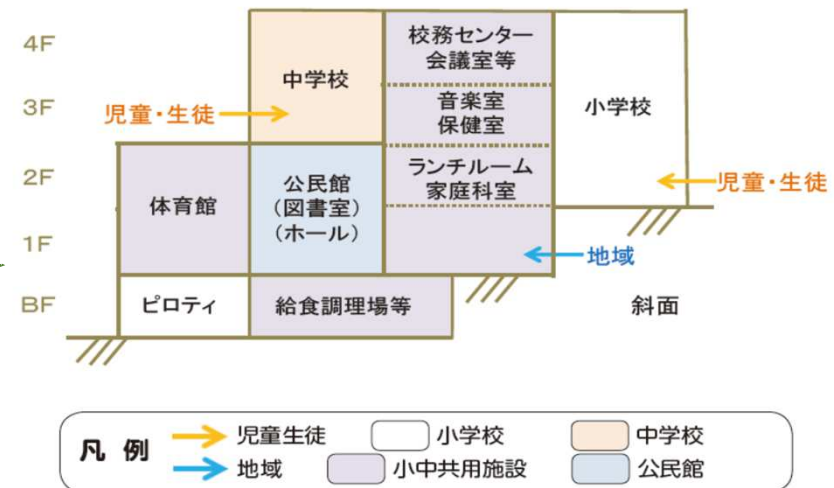 4F
3F
2F
1F
BF
中学校
児童・生徒
校務センター
会議室等
音楽室
保健室
ランチルーム
家庭科室
小学校
児童・生徒
体育館
公民館
(図書室)
(ホール)
地域
ピロティ
給食調理場等
斜面
凡 例
児童生徒
小学校
中学校
地域
小中共用施設
公民館